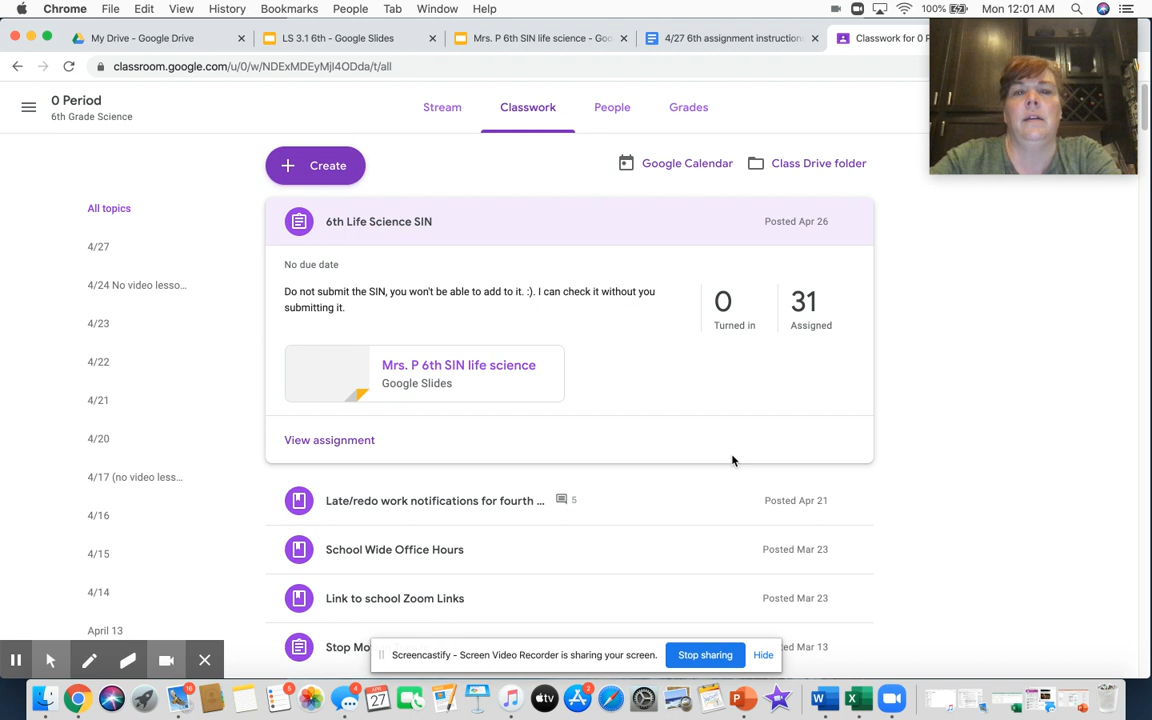 Chrome File Edit View History Bookmarks People Tab Window Help 100% Mon 12:01 AM
My Drive - Google Drive LS 3.1 6th - Google Slides Mrs. P 6th SIN life science - Goo 4/27 6th assignment instruction Classwork for 0 P
classroom.google.com/u/0/w/NDExMDEyMjI4ODda/t/all
0 Period
6th Grade Science
Stream Classwork People Grades
Create
Google Calendar Class Drive folder
All topics
4/27
4/24 No video lesso...
4/23
4/22
4/21
4/20
4/17 (no video less...
4/16
4/15
4/14
April 13
6th Life Science SIN Posted Apr 26
No due date
Do not submit the SIN, you won't be able to add to it. :). I can check it without you
submitting it.
0 31
Turned in Assigned
Mrs. P 6th SIN life science
Google Slides
View assignment
Late/redo work notifications for fourth ... 5 Posted Apr 21
School Wide Office Hours Posted Mar 23
Link to school Zoom Links Posted Mar 23
Stop Mo Mar 13
Screencastify - Screen Video Recorder is sharing your screen. Stop sharing Hide